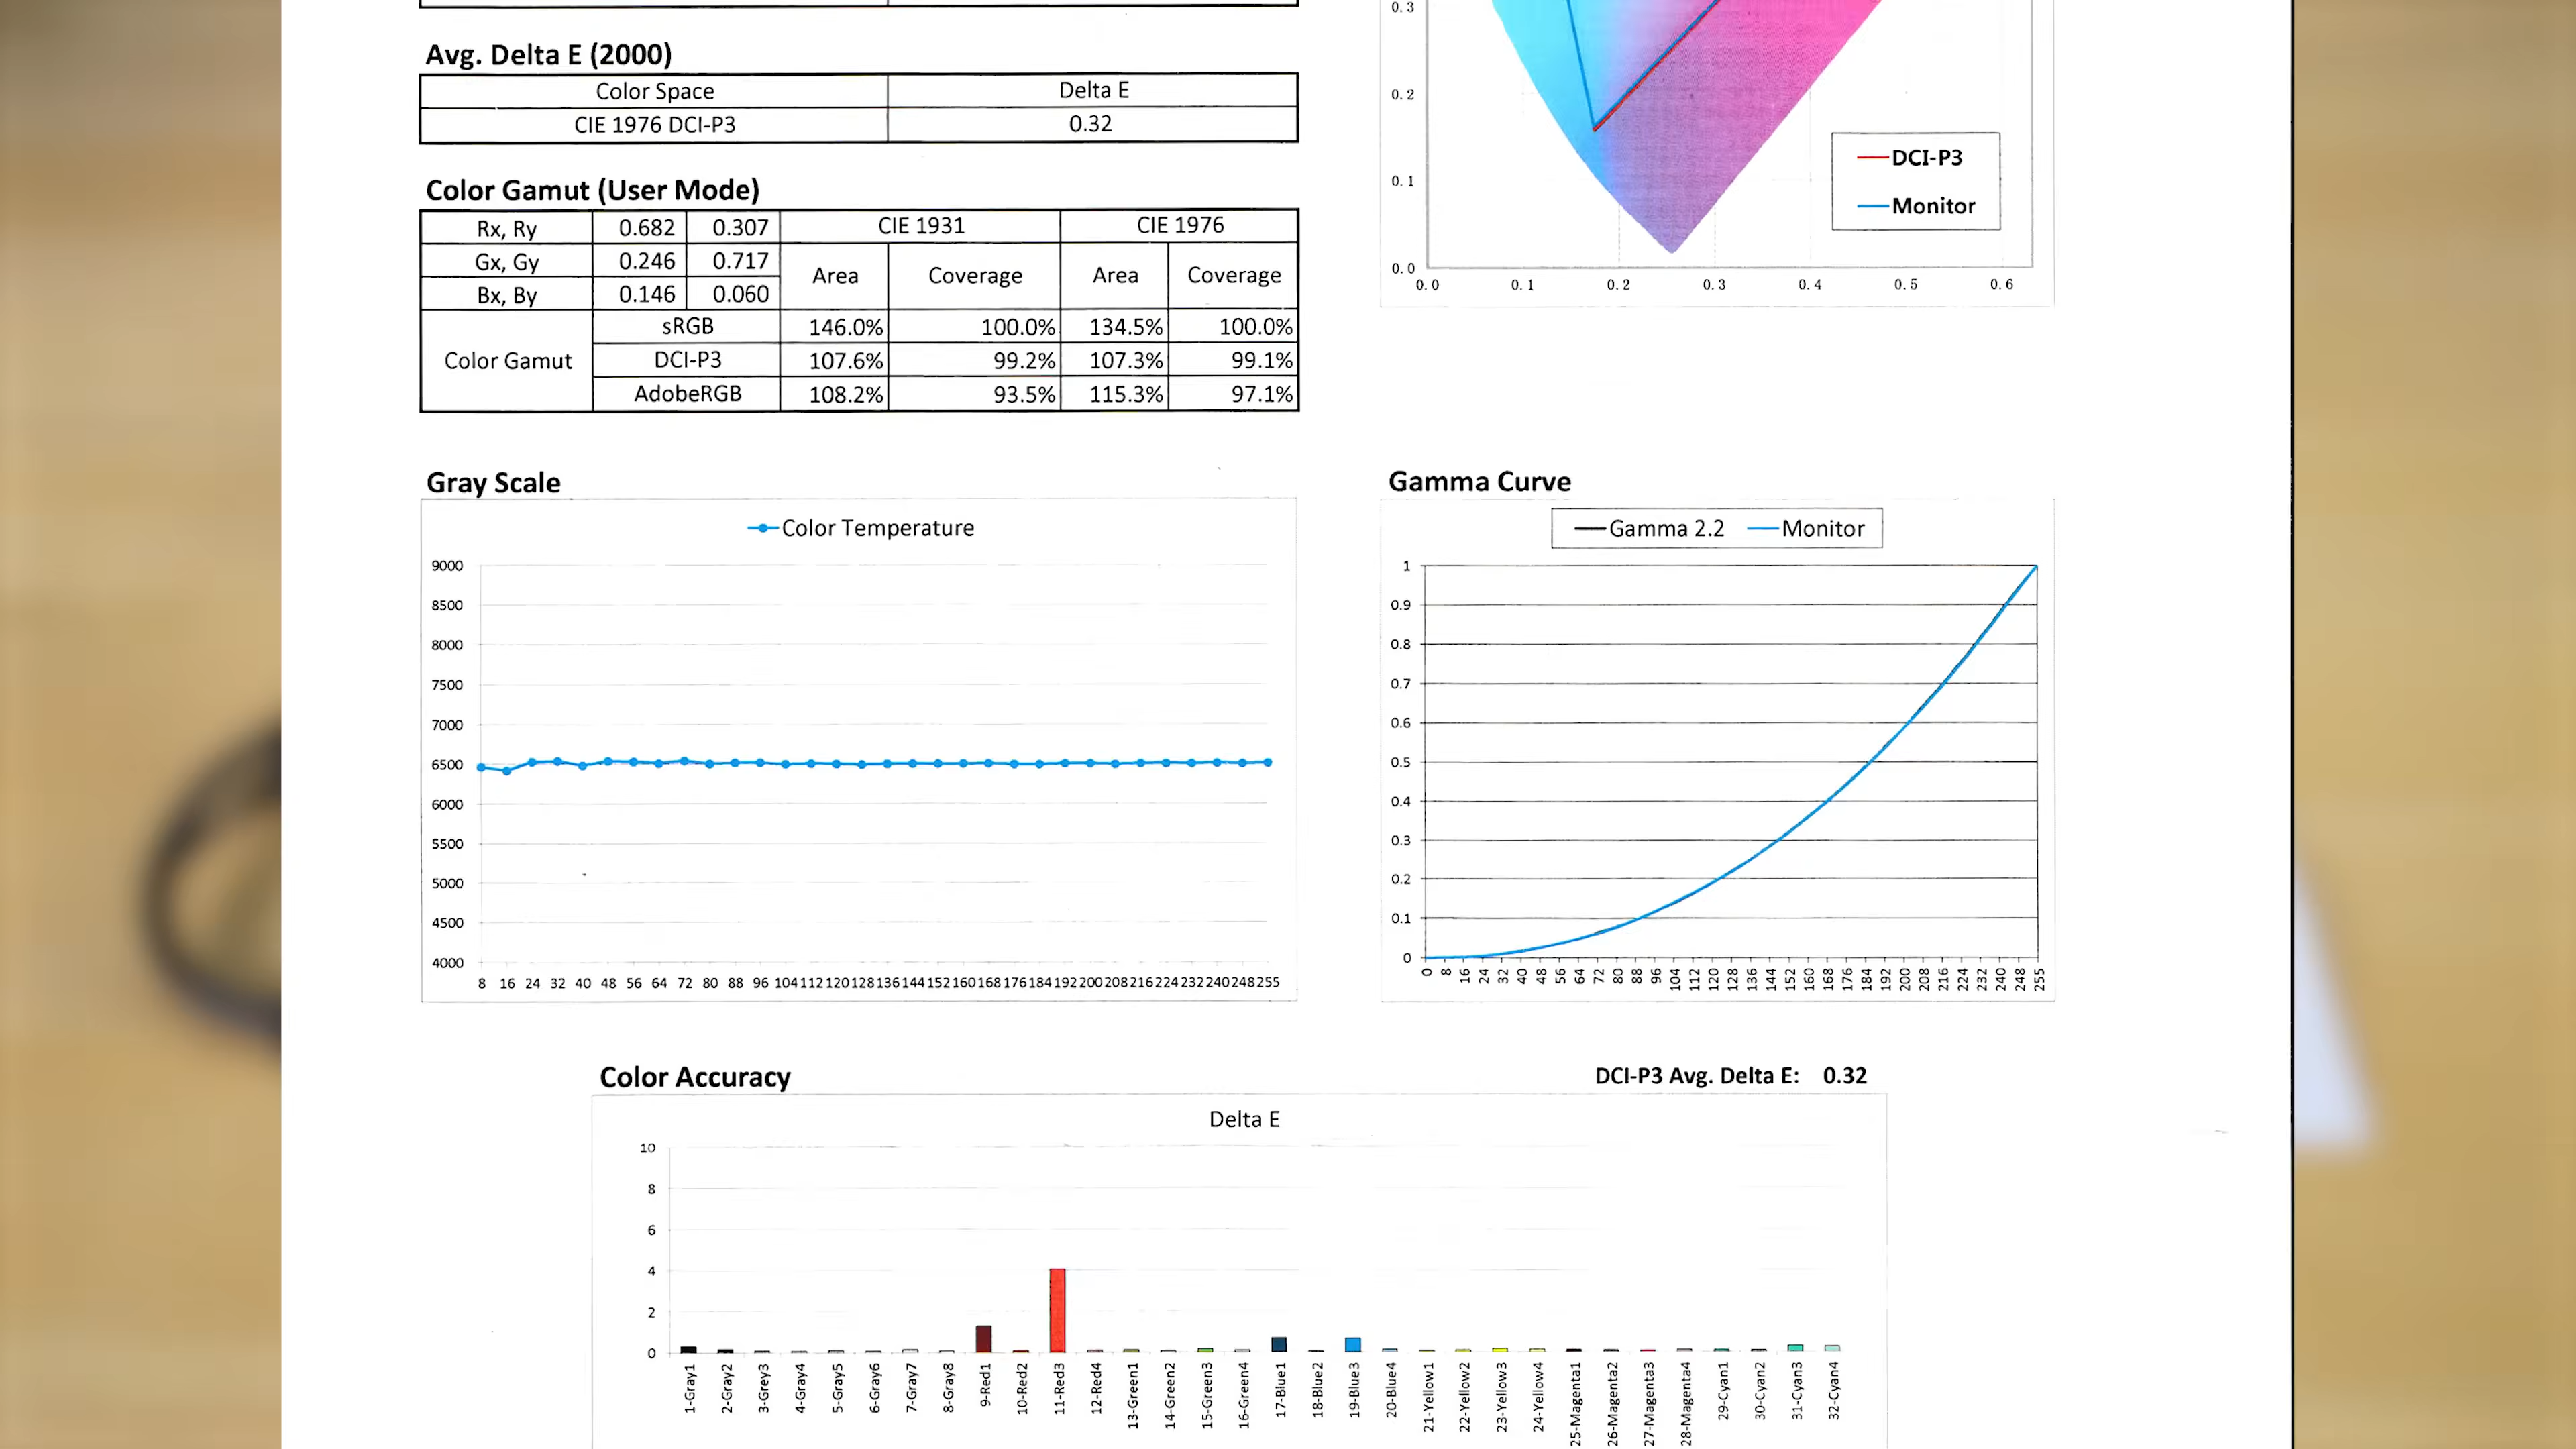 Avg. Delta E (2000)
Color Space Delta E
CIE 1976 DCI-P3 0.32
Color Gamut (User Mode)
Rx, Ry 0.682 0.307 CIE 1931 CIE 1976
Gx, Gy 0.246 0.717 Area Coverage Area Coverage
Bx, By 0.146 0.060
Color Gamut
sRGB 146.0% 100.0% 134.5% 100.0%
DCI-P3 107.6% 99.2% 107.3% 99.1%
AdobeRGB 108.2% 93.5% 115.3% 97.1%
0.3
0.2
0.1
0.0
0.0 0.1 0.2 0.3 0.4 0.5 0.6
DCI-P3
Monitor
Gray Scale
Color Temperature
9000
8500
8000
7500
7000
6500
6000
5500
5000
4500
4000
8 16 24 32 40 48 56 64 72 80 88 96 104 112 120 128 136 144 152 160 168 176 184 192 200 208 216 224 232 240 248 255
Gamma Curve
Gamma 2.2 Monitor
1
0.9
0.8
0.7
0.6
0.5
0.4
0.3
0.2
0.1
0
0 8 16 24 32 40 48 56 64 72 80 88 96 104 112 120 128 136 144 152 160 168 176 184 192 200 208 216 224 232 240 248 255
Color Accuracy
DCI-P3 Avg. Delta E: 0.32
Delta E
10
8
6
4
2
0
1-Gray1
2-Gray2
3-Grey3
4-Gray4
5-Gray5
6-Gray6
7-Gray7
8-Gray8
9-Red1
10-Red2
11-Red3
12-Red4
13-Green1
14-Green2
15-Green3
16-Green4
17-Blue1
18-Blue2
19-Blue3
20-Blue4
21-Yellow1
22-Yellow2
23-Yellow3
24-Yellow4
25-Magenta1
26-Magenta2
27-Magenta3
28-Magenta4
29-Cyan1
30-Cyan2
31-Cyan3
32-Cyan4